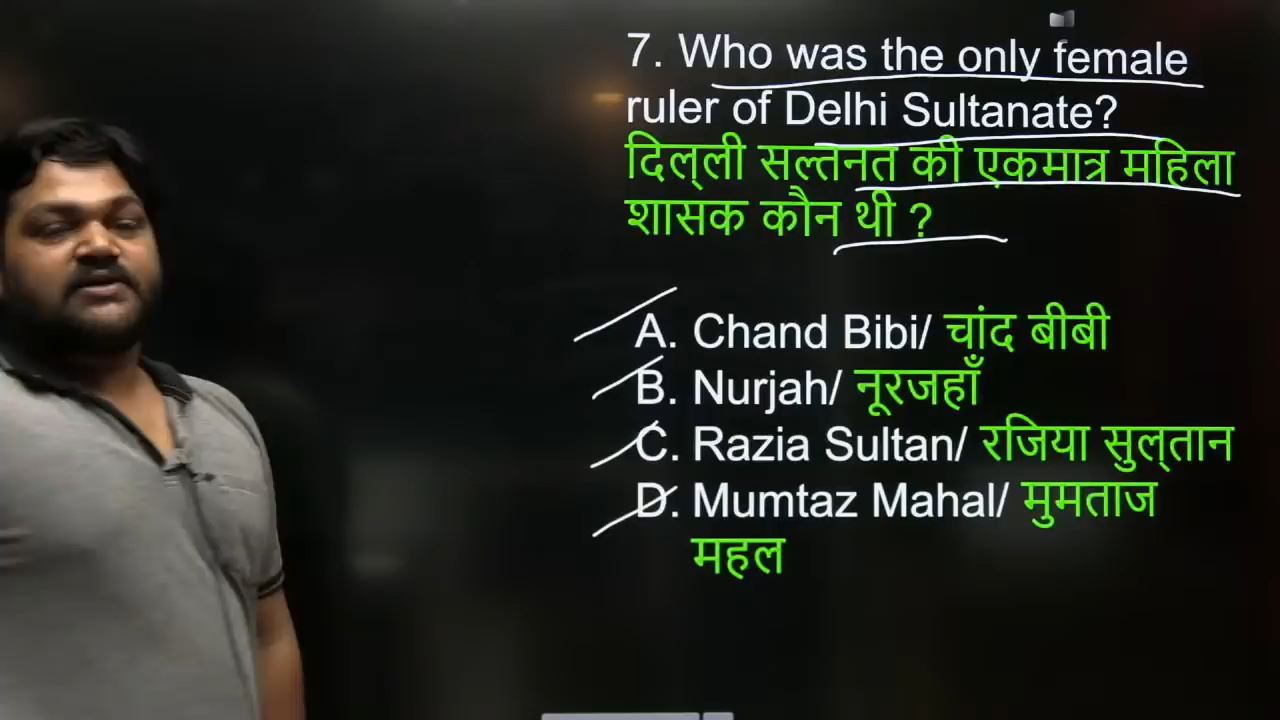 7. Who was the only female
ruler of Delhi Sultanate?
दिल्ली सल्तनत की एकमात्र महिला
शासक कौन थी ?
A. Chand Bibi/ चांद बीबी
B. Nurjah/ नूरजहाँ
C. Razia Sultan/ रजिया सुल्तान
D. Mumtaz Mahal/ मुमताज
महल